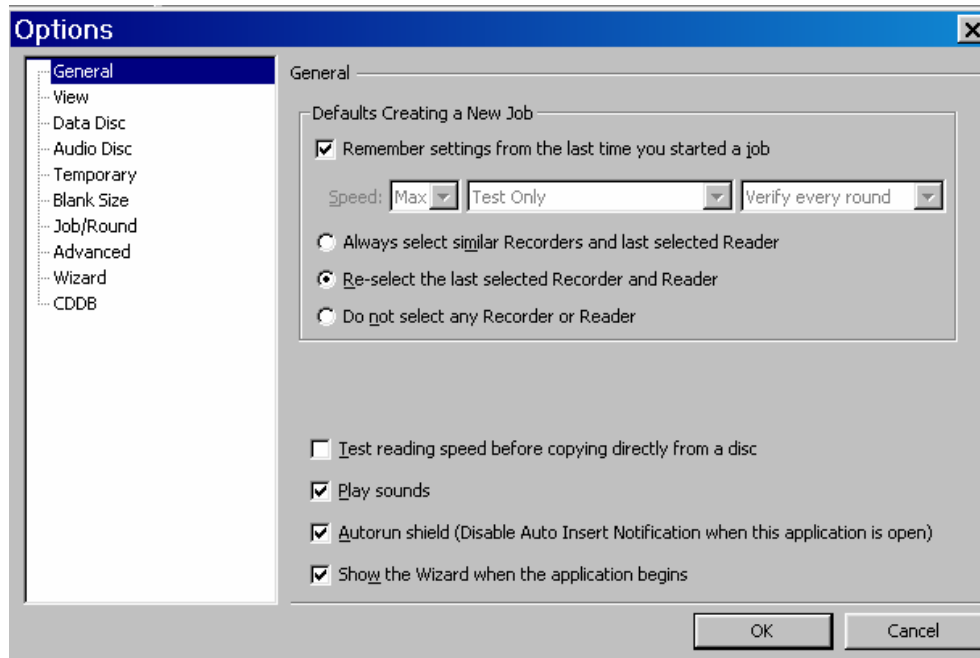 Options
General
View
Data Disc
Audio Disc
Temporary
Blank Size
Job/Round
Advanced
Wizard
CDDB
General
Defaults Creating a New Job
Remember settings from the last time you started a job
Speed: Max Test Only Verify every round
Always select similar Recorders and last selected Reader
Re-select the last selected Recorder and Reader
Do not select any Recorder or Reader
Test reading speed before copying directly from a disc
Play sounds
Autorun shield (Disable Auto Insert Notification when this application is open)
Show the Wizard when the application begins
OK Cancel